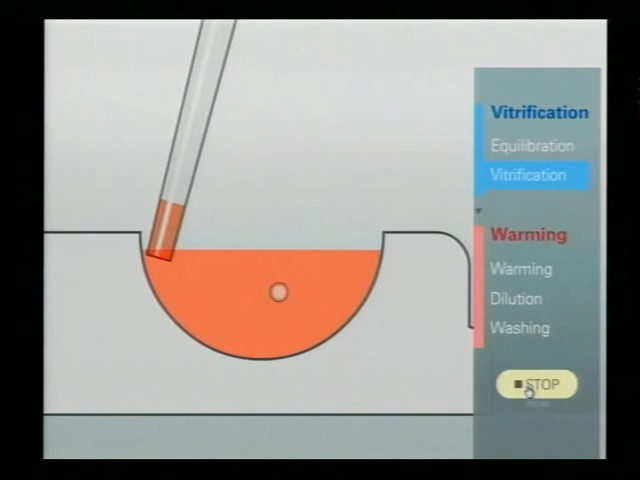 Vitrification
Equilibration
Vitrification
Warming
Warming
Dilution
Washing
STOP